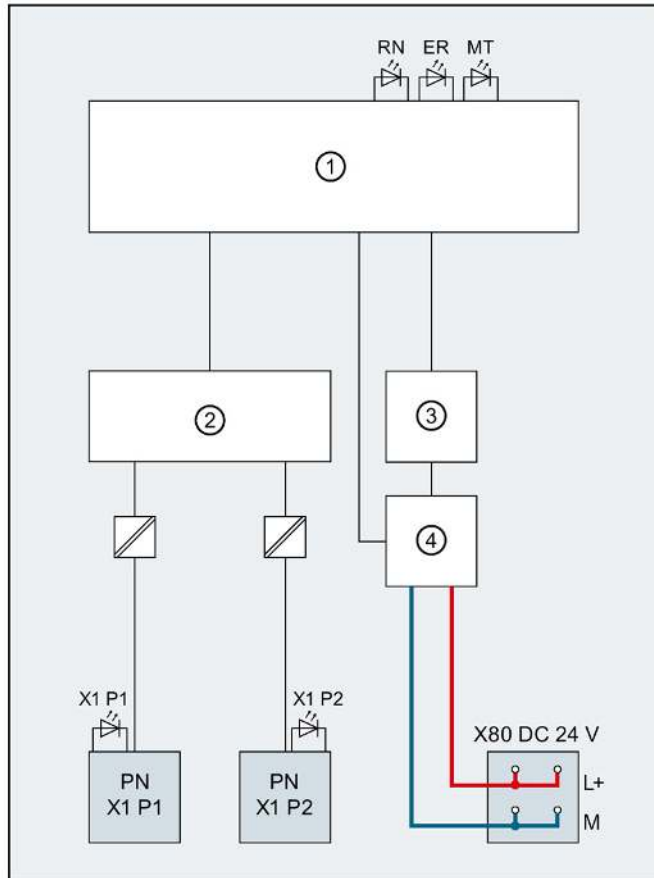 RN ER MT
①
②
③
④
X1 P1
X1 P2
X80 DC 24 V
PN
X1 P1
PN
X1 P2
L+
M